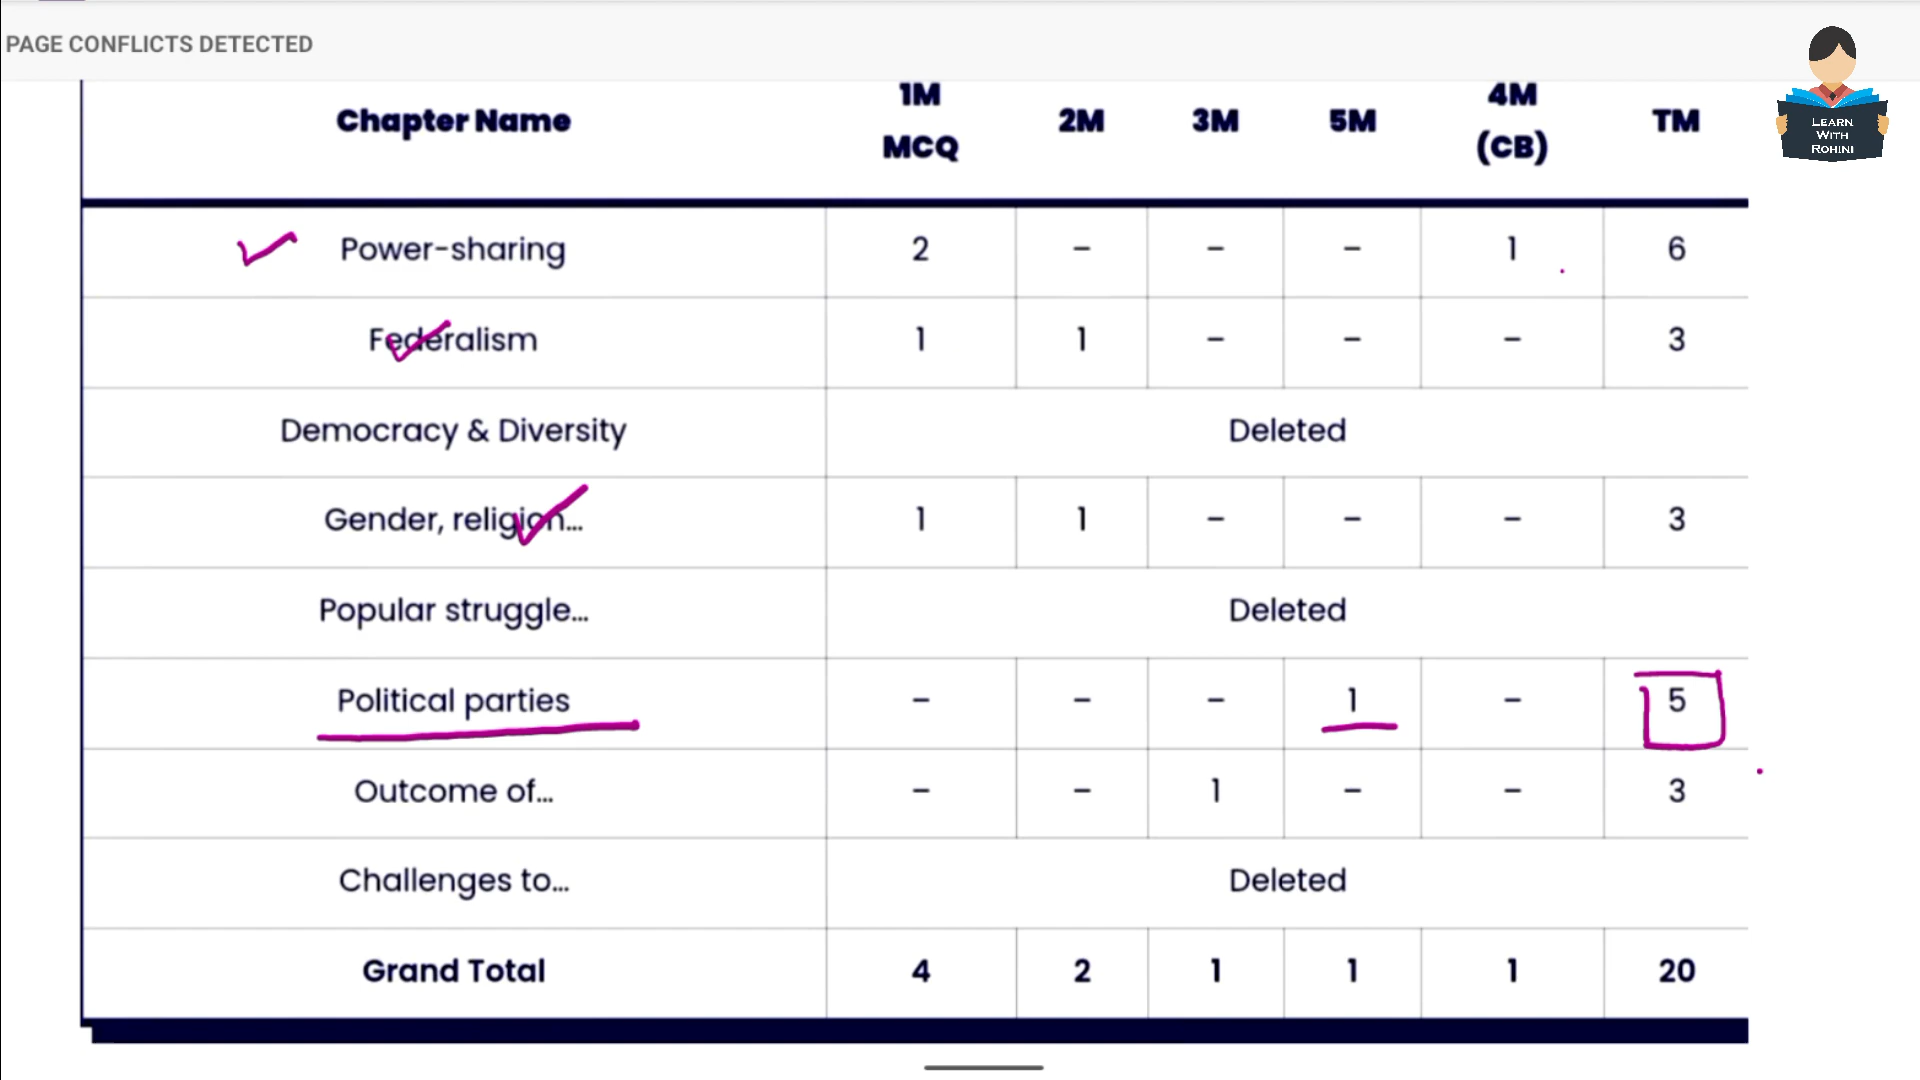 PAGE CONFLICTS DETECTED
LEARN
WITH
ROHINI
Chapter Name 1M MCQ 2M 3M 5M 4M (CB) TM
Power-sharing 2 – – – 1 6
Federalism 1 1 – – – 3
Democracy & Diversity Deleted
Gender, religion... 1 1 – – – 3
Popular struggle... Deleted
Political parties – – – 1 – 5
Outcome of... – – 1 – – 3
Challenges to... Deleted
Grand Total 4 2 1 1 1 20